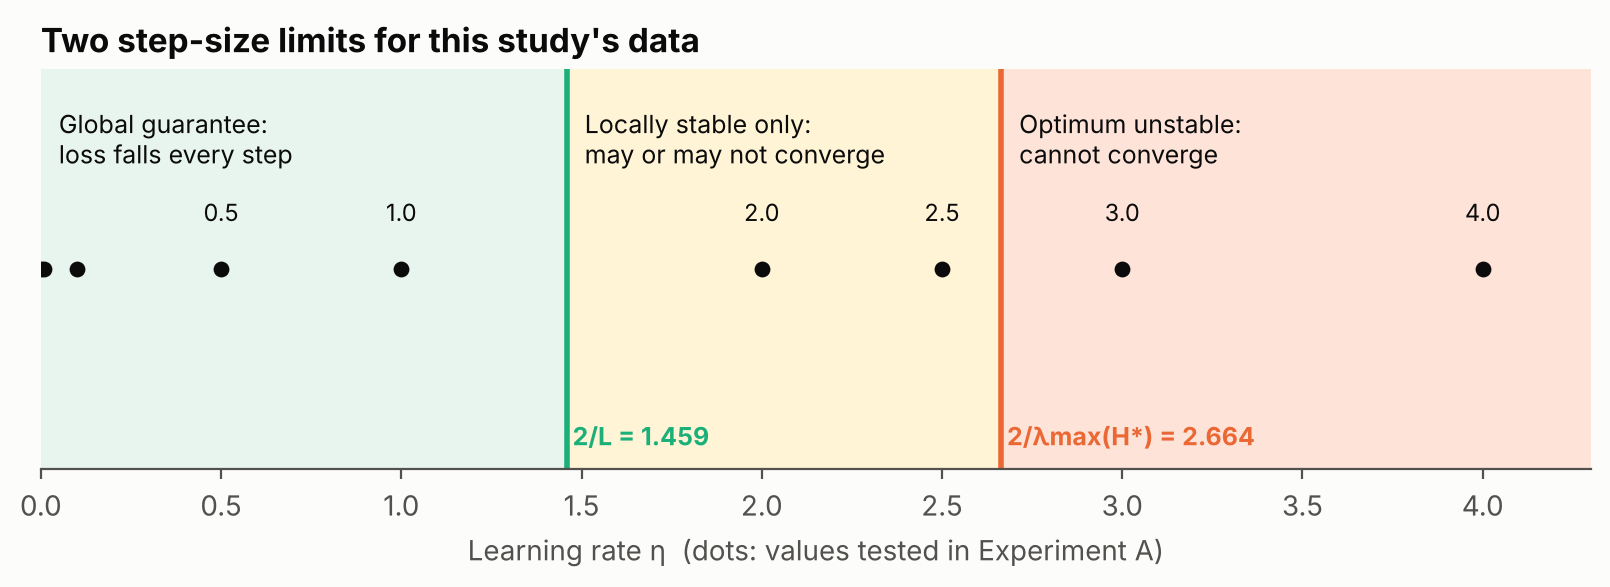 Two step-size limits for this study's data
Global guarantee:
loss falls every step
Locally stable only:
may or may not converge
Optimum unstable:
cannot converge
0.5
1.0
2.0
2.5
3.0
4.0
2/L = 1.459
2/λmax(H*) = 2.664
0.0
0.5
1.0
1.5
2.0
2.5
3.0
3.5
4.0
Learning rate η (dots: values tested in Experiment A)